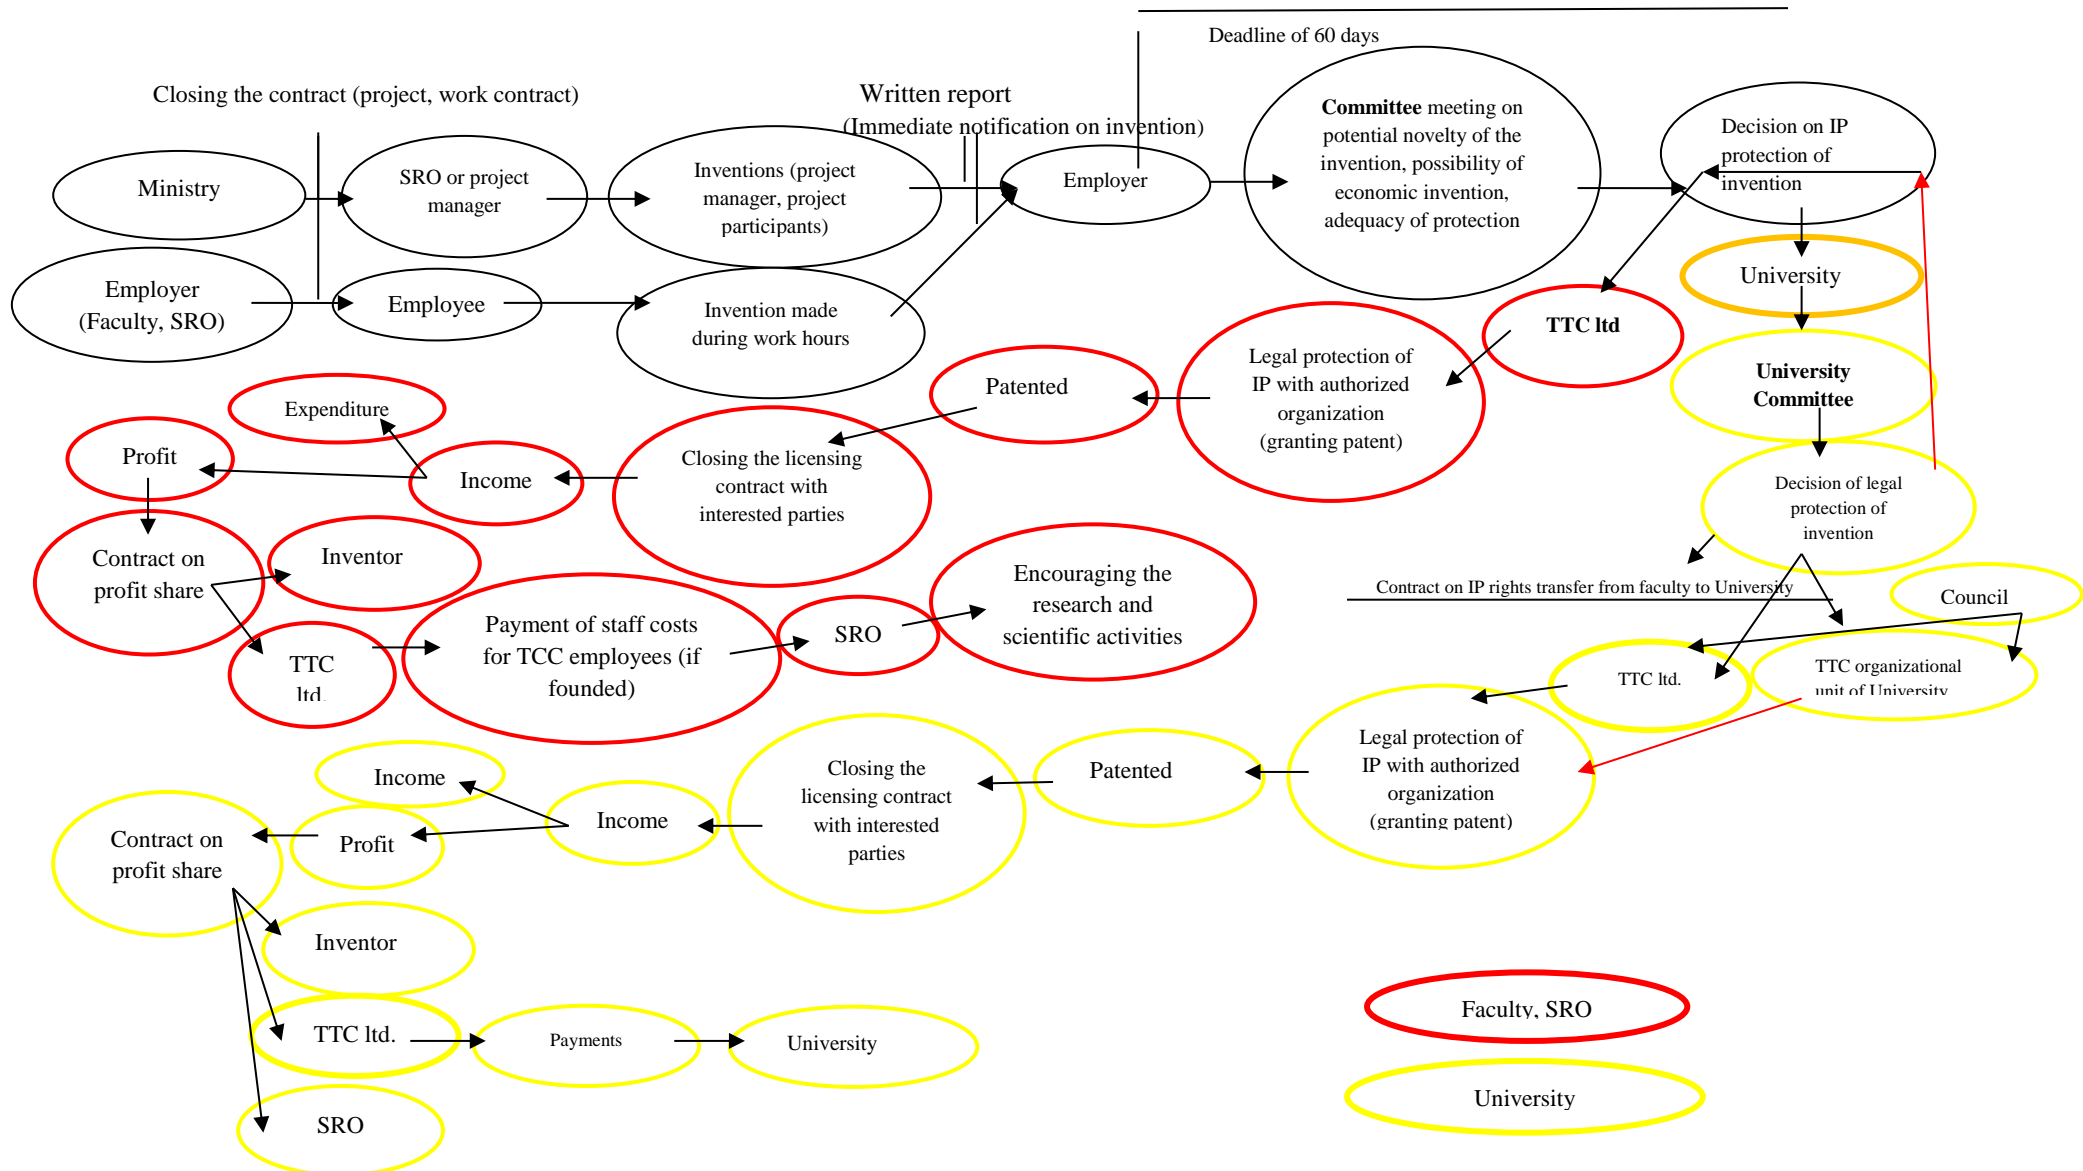 Deadline of 60 days
Closing the contract (project, work contract)
Written report
(Immediate notification on invention)
Ministry
SRO or project
manager
Inventions (project
manager, project
participants)
Employer
Committee meeting on
potential novelty of the
invention, possibility of
economic invention,
adequacy of protection
Decision on IP
protection of
invention
Employer
(Faculty, SRO)
Employee
Invention made
during work hours
University
TTC ltd
Legal protection of
IP with authorized
organization
(granting patent)
Patented
University
Committee
Expenditure
Profit
Income
Closing the licensing
contract with
interested parties
Decision of legal
protection of
invention
Contract on
profit share
Inventor
Encouraging the
research and
scientific activities
Contract on IP rights transfer from faculty to University
Council
TTC
ltd.
Payment of staff costs
for TCC employees (if
founded)
SRO
TTC ltd.
TTC organizational
unit of University
Legal protection of
IP with authorized
organization
(granting patent)
Patented
Closing the
licensing contract
with interested
parties
Income
Income
Profit
Contract on
profit share
Inventor
TTC ltd.
Payments
University
SRO
Faculty, SRO
University